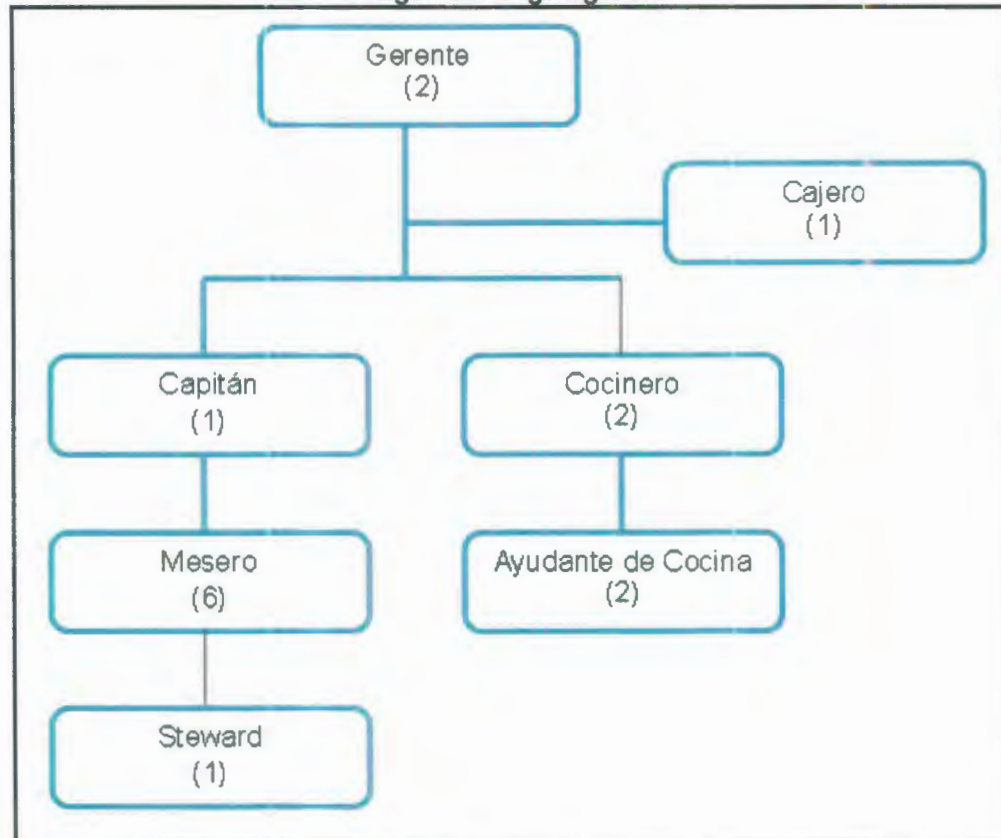 Gerente
(2)
Cajero
(1)
Capitán
(1)
Cocinero
(2)
Mesero
(6)
Ayudante de Cocina
(2)
Steward
(1)